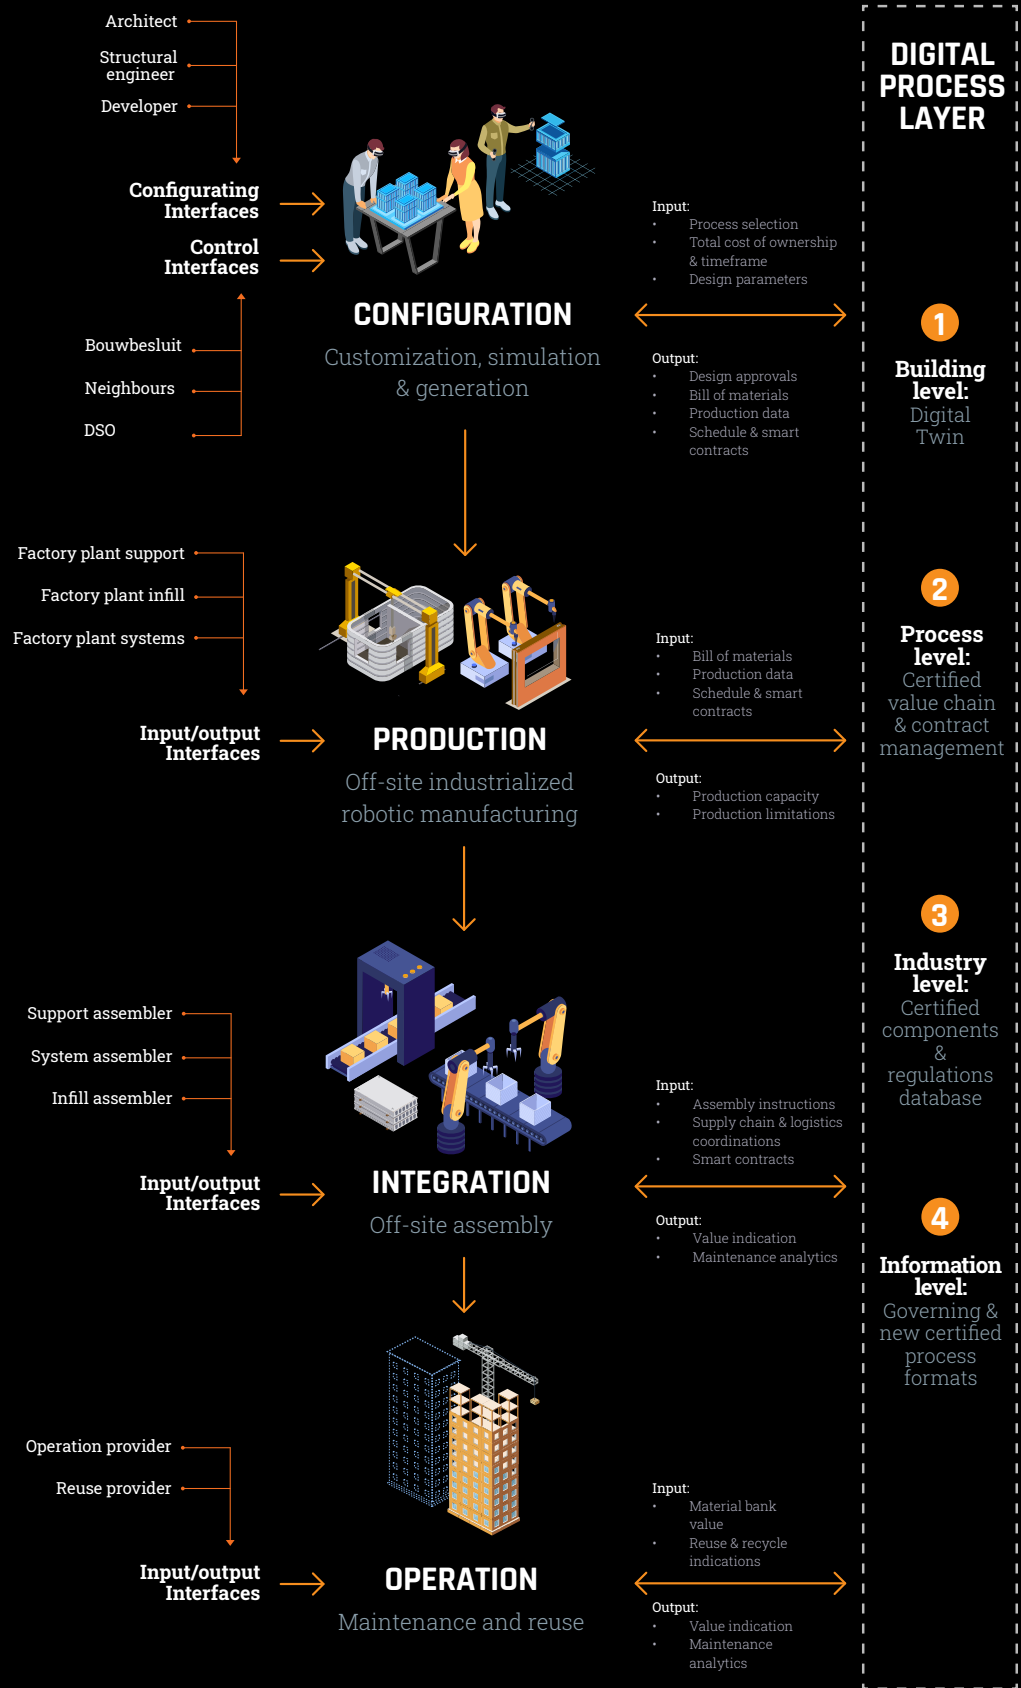 Architect
Structural
engineer
Developer
Configurating
Interfaces
Control
Interfaces
Bouwbesluit
Neighbours
DSO
CONFIGURATION
Customization, simulation
& generation
Input:
• Process selection
• Total cost of ownership
& timeframe
• Design parameters
Output:
• Design approvals
• Bill of materials
• Production data
• Schedule & smart
contracts
Factory plant support
Factory plant infill
Factory plant systems
Input/output
Interfaces
PRODUCTION
Off-site industrialized
robotic manufacturing
Input:
• Bill of materials
• Production data
• Schedule & smart
contracts
Output:
• Production capacity
• Production limitations
Support assembler
System assembler
Infill assembler
Input/output
Interfaces
INTEGRATION
Off-site assembly
Input:
• Assembly instructions
• Supply chain & logistics
coordinations
• Smart contracts
Output:
• Value indication
• Maintenance analytics
Operation provider
Reuse provider
Input/output
Interfaces
OPERATION
Maintenance and reuse
Input:
• Material bank
value
• Reuse & recycle
indications
Output:
• Value indication
• Maintenance
analytics
DIGITAL
PROCESS
LAYER
1
Building
level:
Digital
Twin
2
Process
level:
Certified
value chain
& contract
management
3
Industry
level:
Certified
components
&
regulations
database
4
Information
level:
Governing &
new certified
process
formats